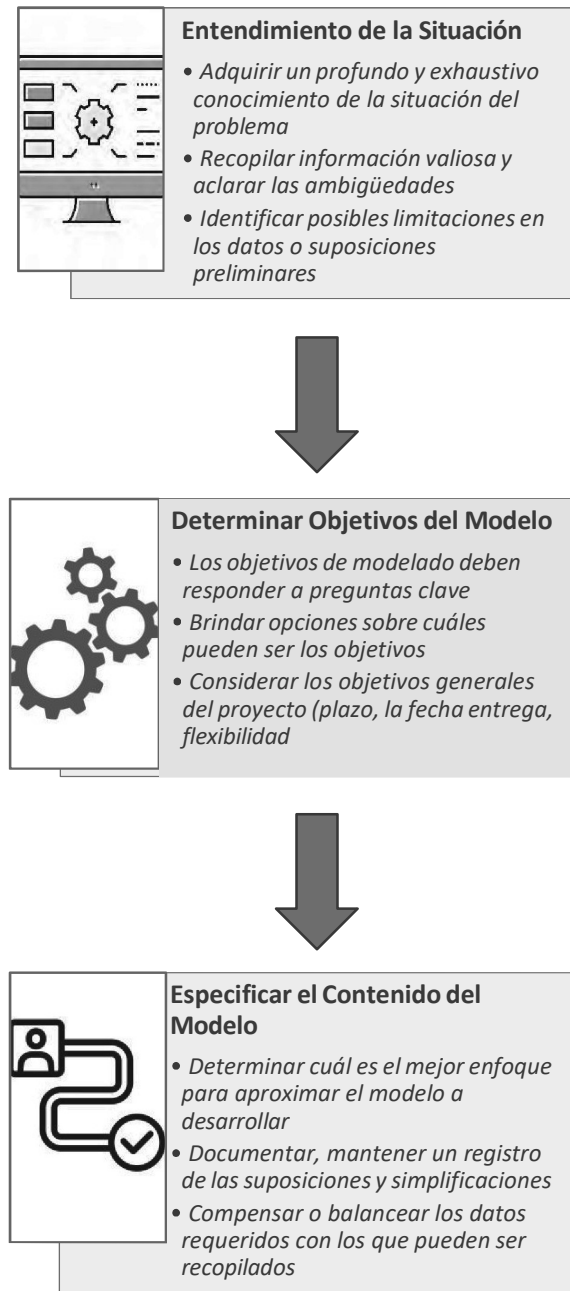 Entendimiento de la Situación
• Adquirir un profundo y exhaustivo
conocimiento de la situación del
problema
• Recopilar información valiosa y
aclarar las ambigüedades
• Identificar posibles limitaciones en
los datos o suposiciones
preliminares
Determinar Objetivos del Modelo
• Los objetivos de modelado deben
responder a preguntas clave
• Brindar opciones sobre cuáles
pueden ser los objetivos
• Considerar los objetivos generales
del proyecto (plazo, la fecha entrega,
flexibilidad
Especificar el Contenido del
Modelo
• Determinar cuál es el mejor enfoque
para aproximar el modelo a
desarrollar
• Documentar, mantener un registro
de las suposiciones y simplificaciones
• Compensar o balancear los datos
requeridos con los que pueden ser
recopilados